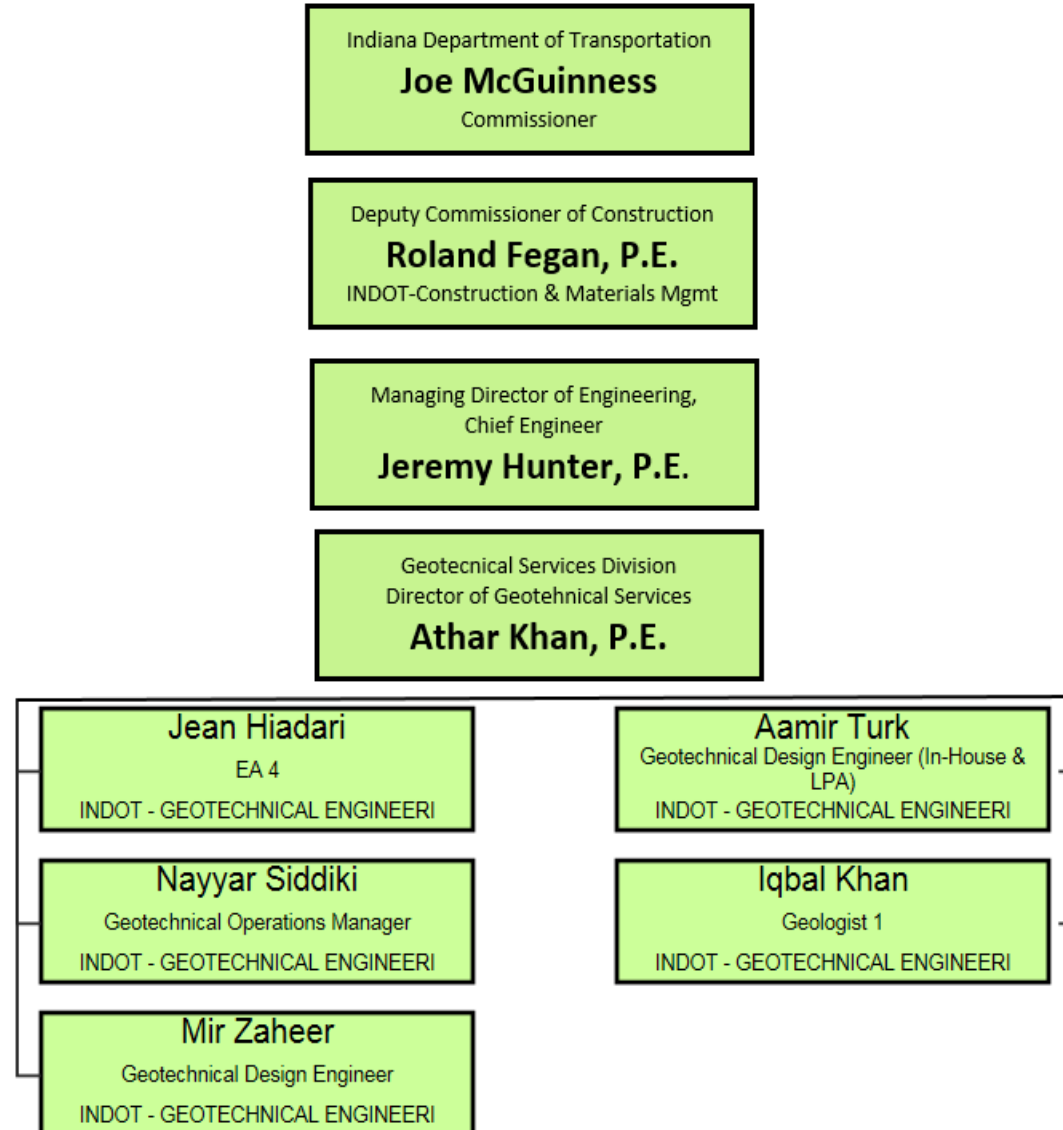 Indiana Department of Transportation
Joe McGuinness
Commissioner
Deputy Commissioner of Construction
Roland Fegan, P.E.
INDOT-Construction & Materials Mgmt
Managing Director of Engineering,
Chief Engineer
Jeremy Hunter, P.E.
Geotecnical Services Division
Director of Geotehnical Services
Athar Khan, P.E.
Jean Hiadari
EA 4
INDOT - GEOTECHNICAL ENGINEERI
Aamir Turk
Geotechnical Design Engineer (In-House &
LPA)
INDOT - GEOTECHNICAL ENGINEERI
Nayyar Siddiki
Geotechnical Operations Manager
INDOT - GEOTECHNICAL ENGINEERI
Iqbal Khan
Geologist 1
INDOT - GEOTECHNICAL ENGINEERI
Mir Zaheer
Geotechnical Design Engineer
INDOT - GEOTECHNICAL ENGINEERI